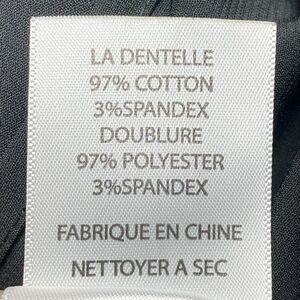 LA DENTELLE
97% COTTON
3%SPANDEX
DOUBLURE
97% POLYESTER
3%SPANDEX
FABRIQUE EN CHINE
NETTOYER A SEC